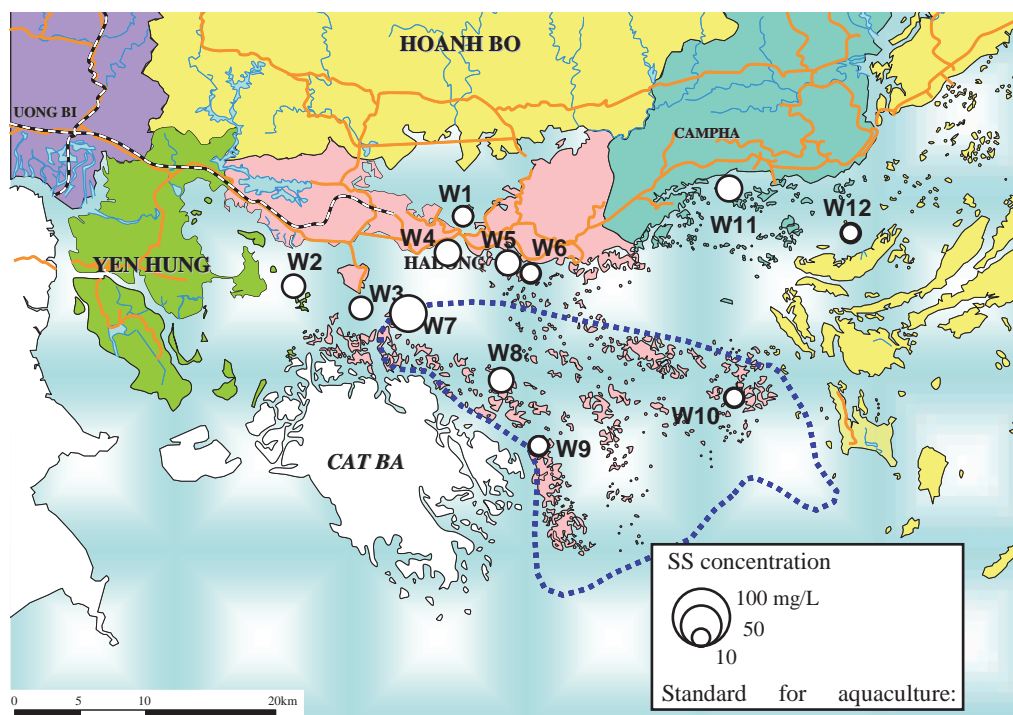 HOANH BO
UONG BI
CAMPHA
W1
W11
W12
W4
W5
W6
HALONG
YEN HUNG
W2
W3
W7
W8
W10
W9
CAT BA
SS concentration
100 mg/L
50
10
Standard for aquaculture:
0 5 10 20km